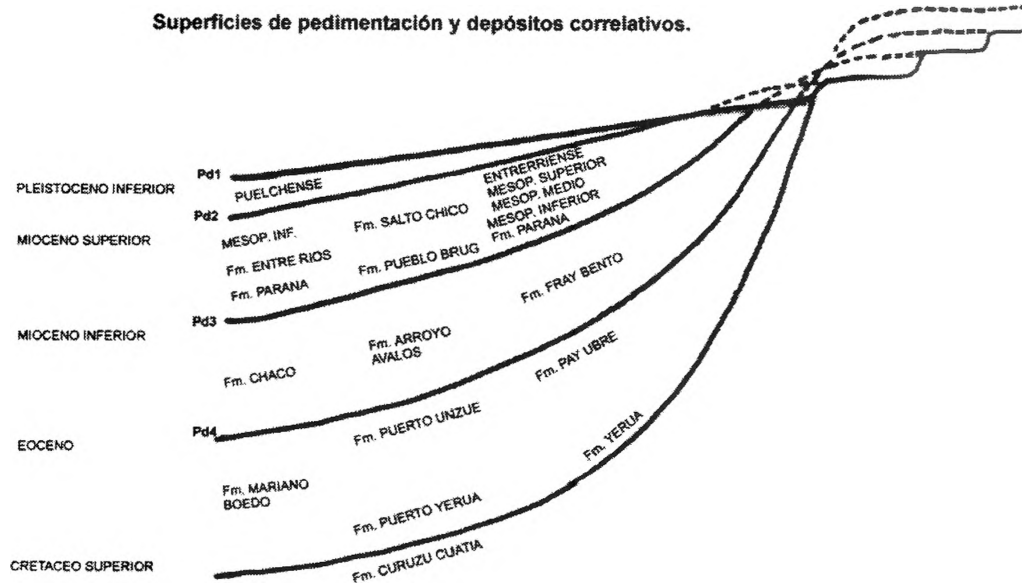 Superficies de pedimentación y depósitos correlativos.
Pd1
PLEISTOCENO INFERIOR
PUELCHENSE
Pd2
MIOCENO SUPERIOR
MESOP. INF.
Fm. ENTRE RIOS
Fm. PARANA
Fm. SALTO CHICO
Fm. PUEBLO BRUG
ENTRERRIENSE
MESOP. SUPERIOR
MESOP. MEDIO
MESOP. INFERIOR
Fm. PARANA
Pd3
MIOCENO INFERIOR
Fm. CHACO
Fm. ARROYO
AVALOS
Fm. FRAY BENTO
Pd4
EOCENO
Fm. PUERTO UNZUE
Fm. PAY UBRE
Fm. MARIANO
BOEDO
Fm. PUERTO YERUA
Fm. YERUA
CRETACEO SUPERIOR
Fm. CURUZU CUATIA